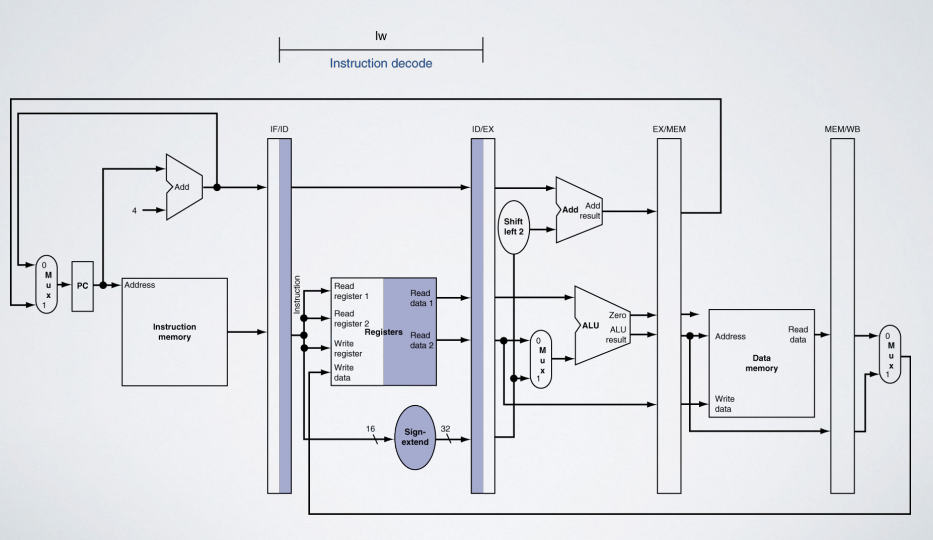 lw
Instruction decode
IF/ID
ID/EX
EX/MEM
MEM/WB
Add
4
0
M
u
x
1
PC
Address
Instruction
memory
Instruction
Read
register 1
Read
register 2
Registers
Write
register
Write
data
Read
data 1
Read
data 2
16
Sign-
extend
32
Shift
left 2
Add
Add
result
0
M
u
x
1
ALU
Zero
ALU
result
Address
Read
data
Data
memory
Write
data
0
M
u
x
1